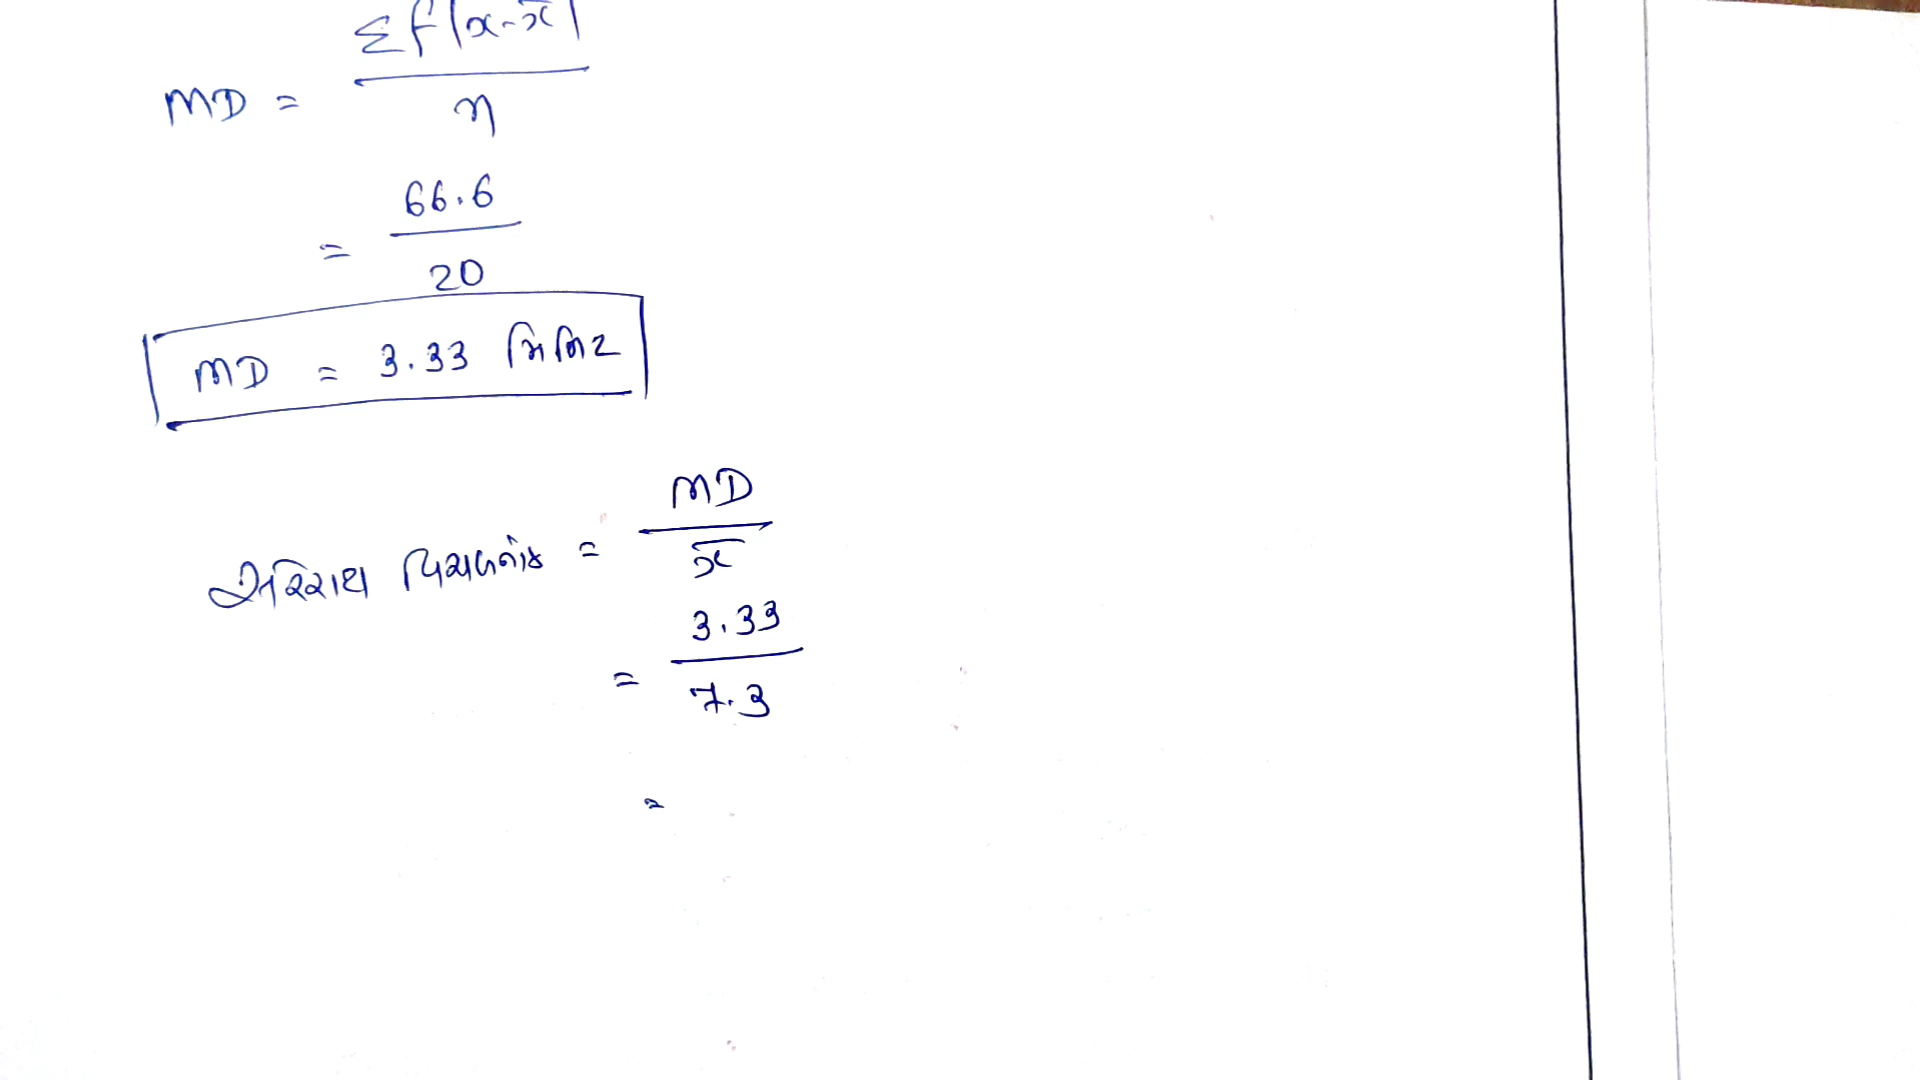 MD = Σf|x-x̄| / n
= 66.6 / 20
MD = 3.33 મિનિટ
સરેરાશ વિચલનાંક = MD / x̄
= 3.33 / 7.3
=